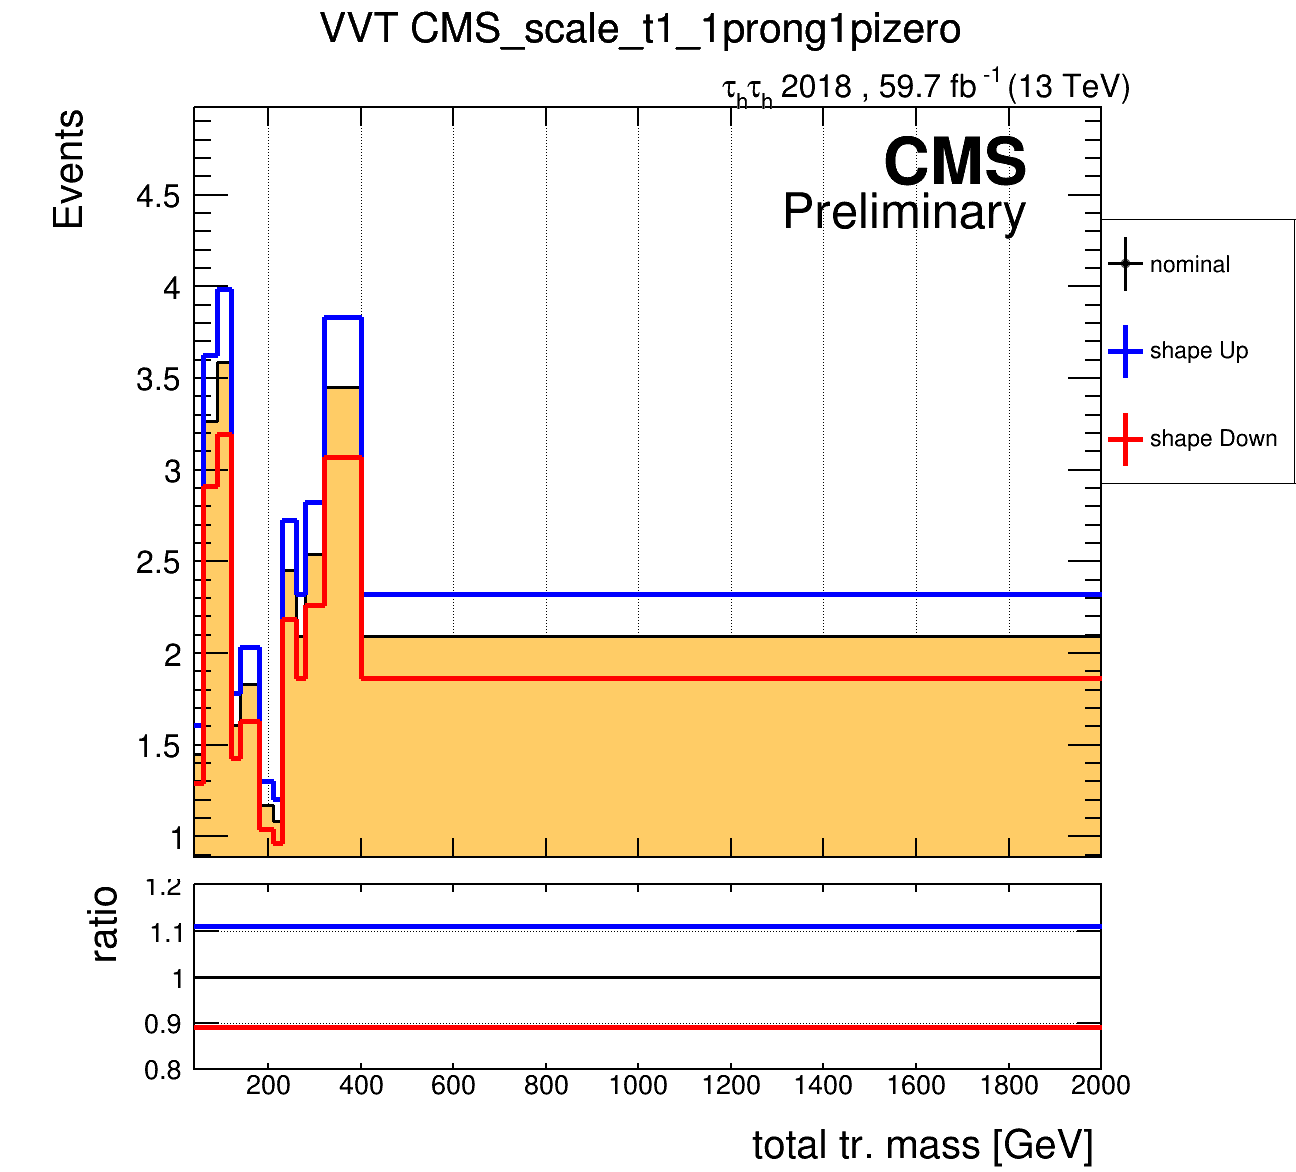 VVT CMS_scale_t1_1prong1pizero
τhτh 2018 , 59.7 fb-1 (13 TeV)
Events
CMS
Preliminary
4.5
4
3.5
3
2.5
2
1.5
1
nominal
shape Up
shape Down
ratio
1.2
1.1
1
0.9
0.8
200 400 600 800 1000 1200 1400 1600 1800 2000
total tr. mass [GeV]